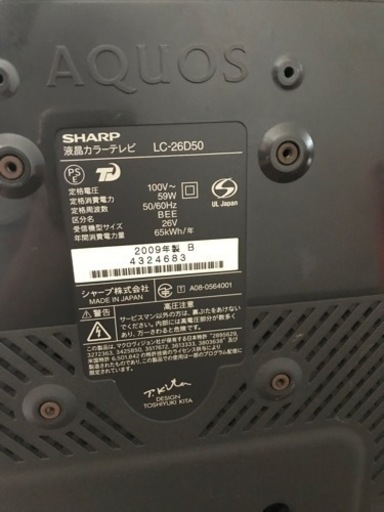 AQUOS
SHARP
液晶カラーテレビ LC-26D50
定格電圧 100V~
定格消費電力 59W
定格周波数 50/60Hz
区分名 BEE
受信機型サイズ 26V
年間消費電力量 65kWh/年
UL Japan
2009年製 B
4324683
シャープ株式会社
MADE IN JAPAN
A08-0564001
高圧注意
サービスマン以外の方は、裏ぶたをあけないでください。内部には高電圧部分が数多くあり、万一さわると危険です。
T.Kita
DESIGN
TOSHIYUKI KITA